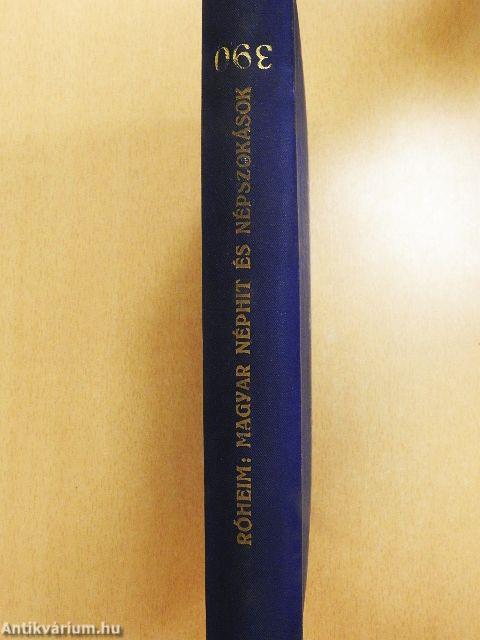 390
RÓHEIM: MAGYAR NÉPHIT ÉS NÉPSZOKÁSOK
Antikvárium.hu